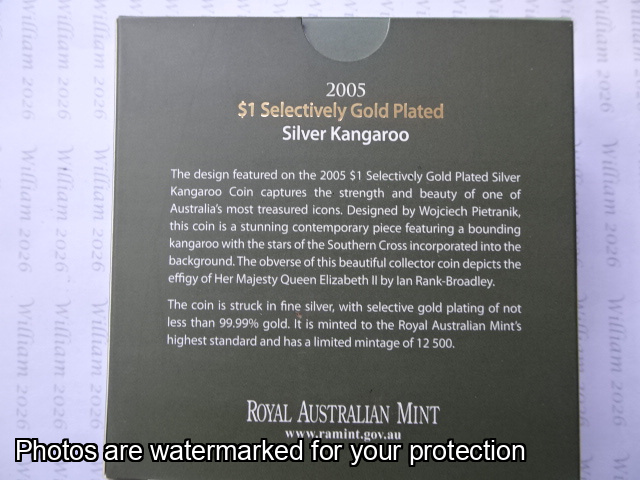 2005
$1 Selectively Gold Plated
Silver Kangaroo
The design featured on the 2005 $1 Selectively Gold Plated Silver
Kangaroo Coin captures the strength and beauty of one of
Australia's most treasured icons. Designed by Wojciech Pietranik,
this coin is a stunning contemporary piece featuring a bounding
kangaroo with the stars of the Southern Cross incorporated into the
background. The obverse of this beautiful collector coin depicts the
effigy of Her Majesty Queen Elizabeth II by Ian Rank-Broadley.
The coin is struck in fine silver, with selective gold plating of not
less than 99.99% gold. It is minted to the Royal Australian Mint's
highest standard and has a limited mintage of 12 500.
ROYAL AUSTRALIAN MINT
www.ramint.gov.au
Photos are watermarked for your protection
William 2026